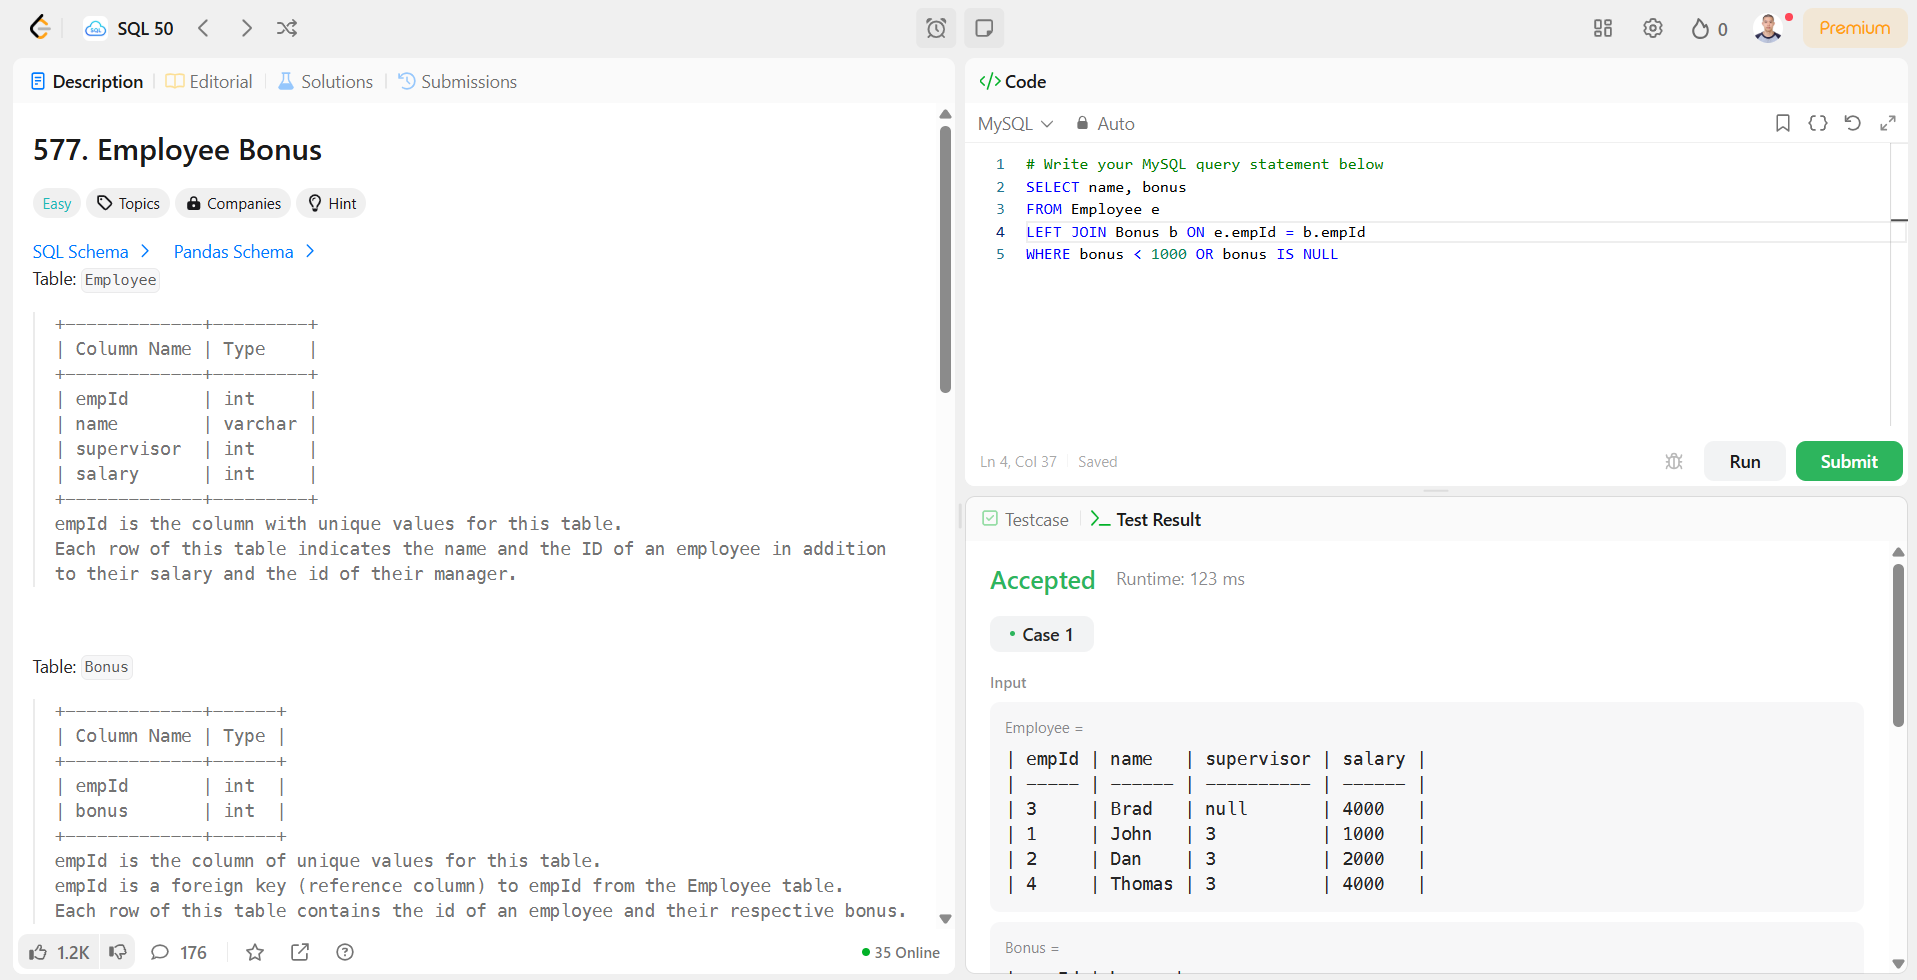 SQL 50
0
Premium
Description
Editorial
Solutions
Submissions
577. Employee Bonus
Easy
Topics
Companies
Hint
SQL Schema
Pandas Schema
Table: Employee
+-------------+---------+
| Column Name | Type    |
+-------------+---------+
| empId       | int     |
| name        | varchar |
| supervisor  | int     |
| salary      | int     |
+-------------+---------+
empId is the column with unique values for this table.
Each row of this table indicates the name and the ID of an employee in addition
to their salary and the id of their manager.
Table: Bonus
+-------------+------+
| Column Name | Type |
+-------------+------+
| empId       | int  |
| bonus       | int  |
+-------------+------+
empId is the column of unique values for this table.
empId is a foreign key (reference column) to empId from the Employee table.
Each row of this table contains the id of an employee and their respective bonus.
1.2K
176
35 Online
</> Code
MySQL
Auto
1 # Write your MySQL query statement below
2 SELECT name, bonus
3 FROM Employee e
4 LEFT JOIN Bonus b ON e.empId = b.empId
5 WHERE bonus < 1000 OR bonus IS NULL
Ln 4, Col 37
Saved
Run
Submit
Testcase
Test Result
Accepted
Runtime: 123 ms
Case 1
Input
Employee =
| empId | name   | supervisor | salary |
| ----- | ------ | ---------- | ------ |
| 3     | Brad   | null       | 4000   |
| 1     | John   | 3          | 1000   |
| 2     | Dan    | 3          | 2000   |
| 4     | Thomas | 3          | 4000   |
Bonus =